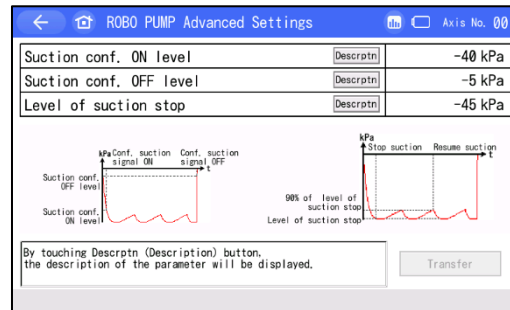 ROBO PUMP Advanced Settings Axis No. 00
Suction conf. ON level Descrptn -40 kPa
Suction conf. OFF level Descrptn -5 kPa
Level of suction stop Descrptn -45 kPa
kPa Conf. suction signal ON
Conf. suction signal OFF
t
Suction conf. OFF level
Suction conf. ON level
kPa
Stop suction Resume suction
t
90% of level of suction stop
Level of suction stop
By touching Descrptn (Description) button,
the description of the parameter will be displayed.
Transfer